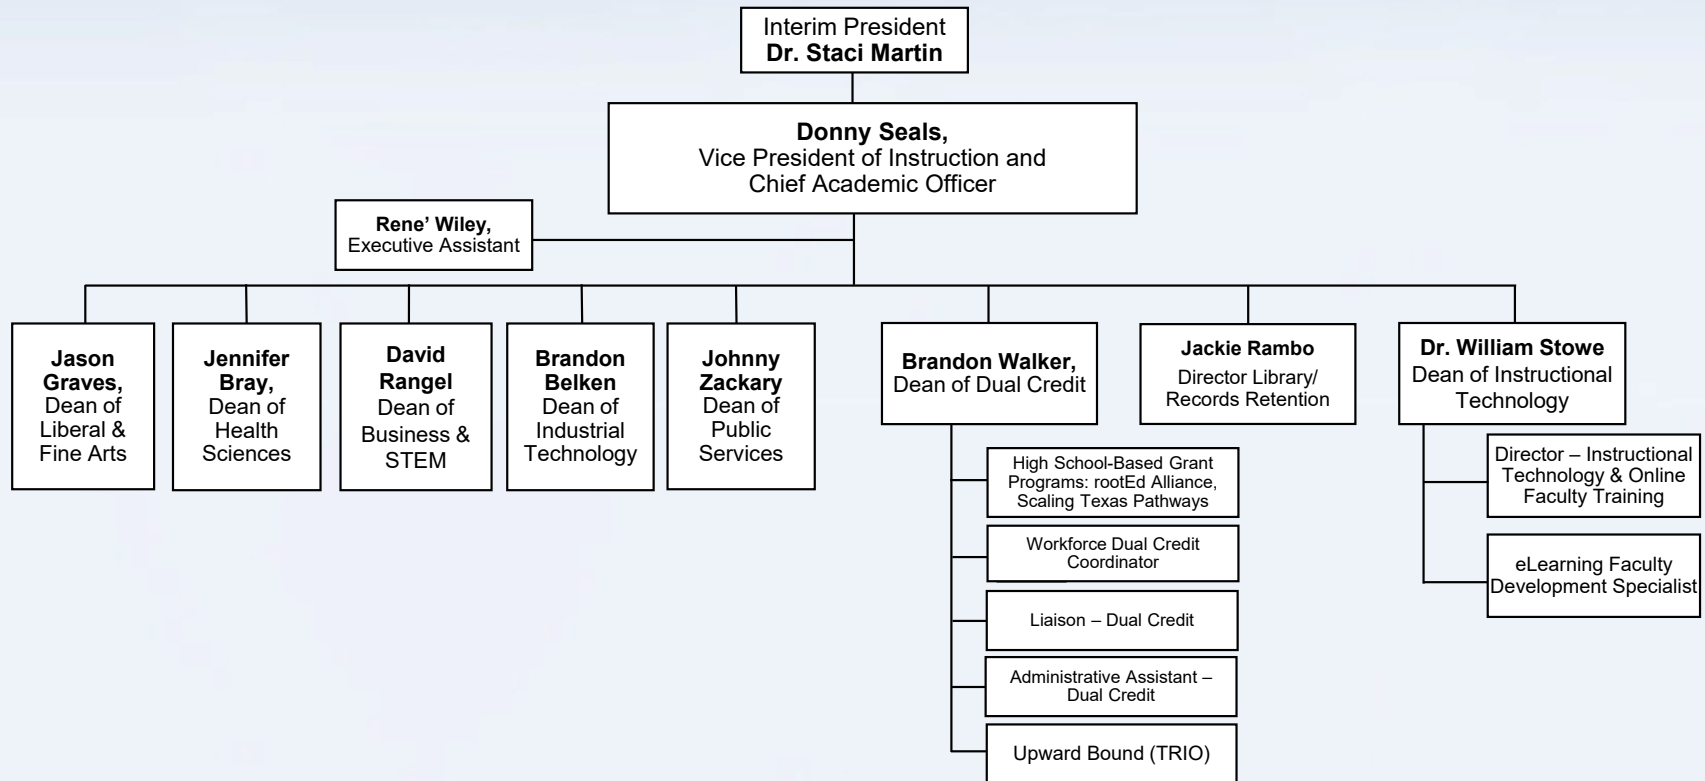 Interim President
Dr. Staci Martin
Donny Seals,
Vice President of Instruction and
Chief Academic Officer
Rene’ Wiley,
Executive Assistant
Jason
Graves,
Dean of
Liberal &
Fine Arts
Jennifer
Bray,
Dean of
Health
Sciences
David
Rangel
Dean of
Business &
STEM
Brandon
Belken
Dean of
Industrial
Technology
Johnny
Zackary
Dean of
Public
Services
Brandon Walker,
Dean of Dual Credit
Jackie Rambo
Director Library/
Records Retention
Dr. William Stowe
Dean of Instructional
Technology
High School-Based Grant
Programs: rootEd Alliance,
Scaling Texas Pathways
Workforce Dual Credit
Coordinator
Liaison – Dual Credit
Administrative Assistant –
Dual Credit
Upward Bound (TRIO)
Director – Instructional
Technology & Online
Faculty Training
eLearning Faculty
Development Specialist